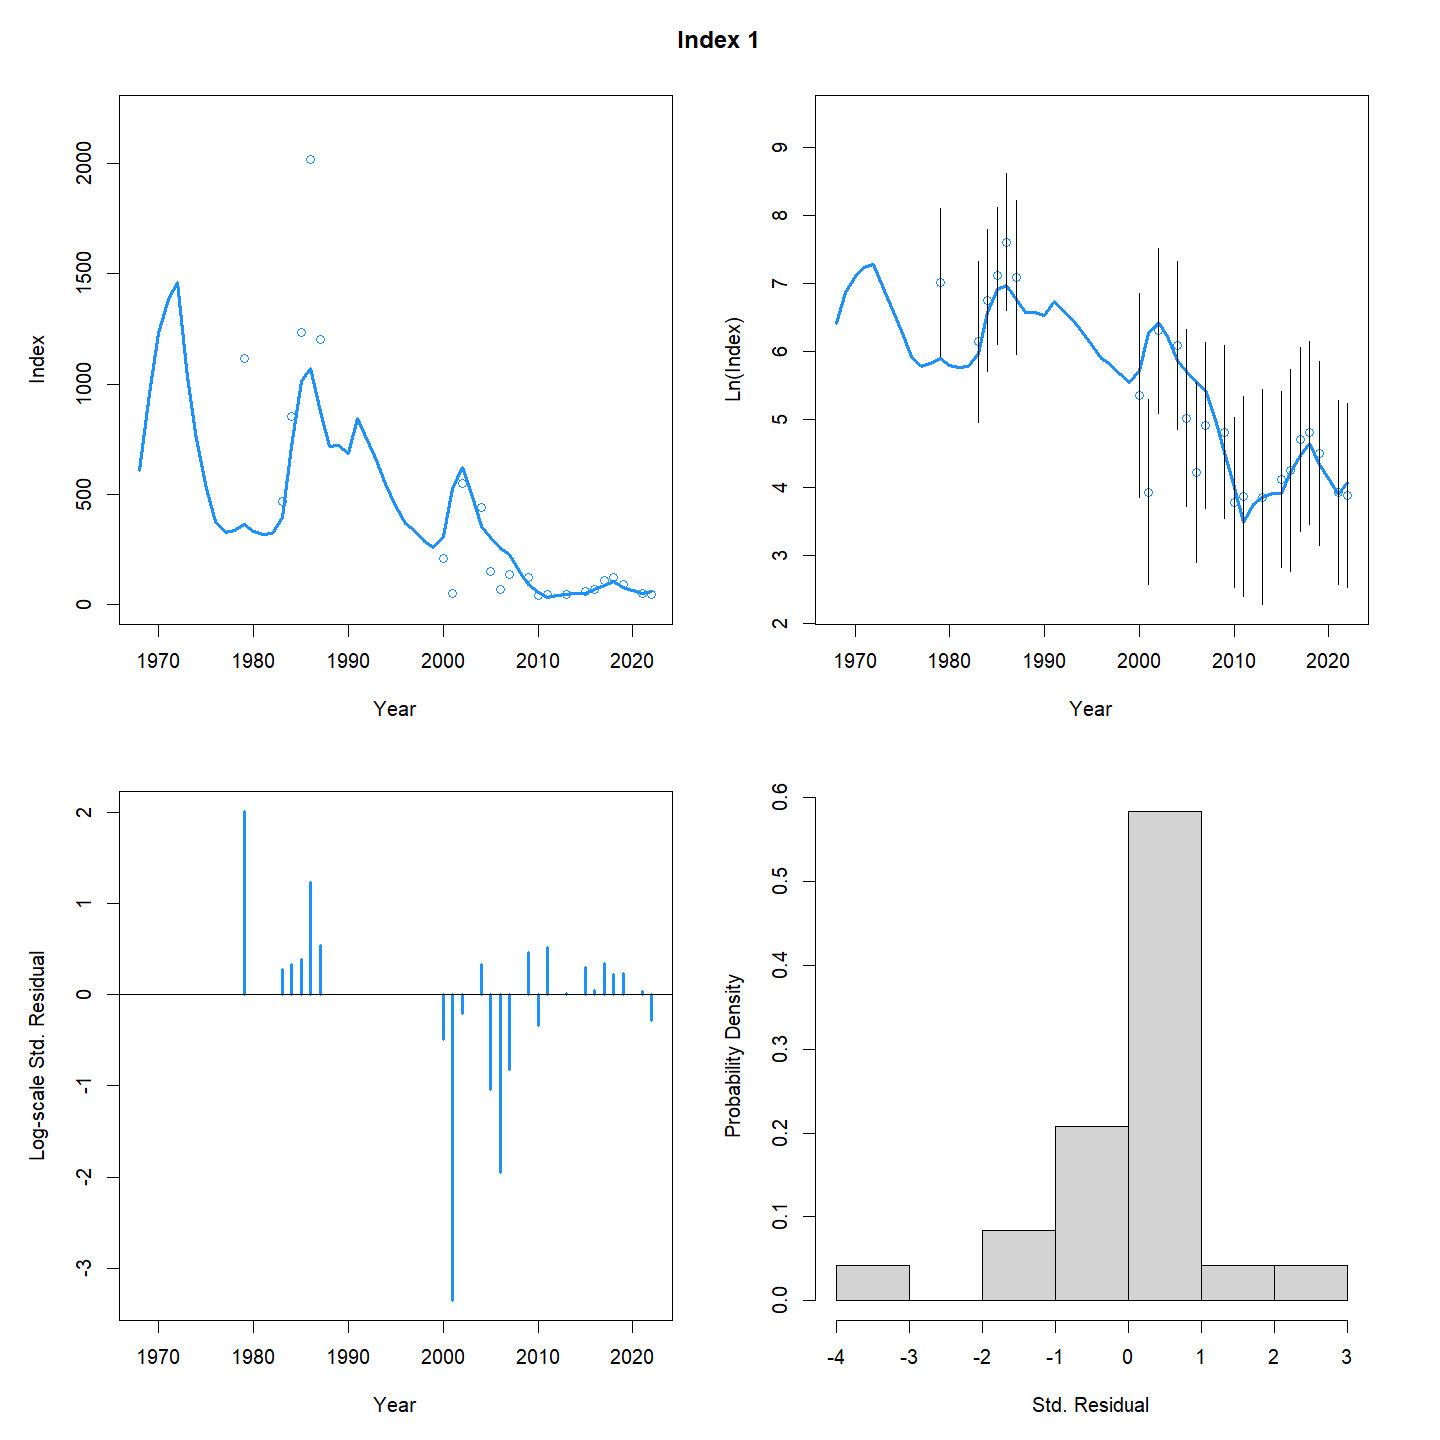 Index 1
Index
2000
1500
1000
500
0
1970 1980 1990 2000 2010 2020
Year
Ln(Index)
9
8
7
6
5
4
3
2
1970 1980 1990 2000 2010 2020
Year
Log-scale Std. Residual
2
1
0
-1
-2
-3
1970 1980 1990 2000 2010 2020
Year
Probability Density
0.6
0.5
0.4
0.3
0.2
0.1
0.0
-4 -3 -2 -1 0 1 2 3
Std. Residual